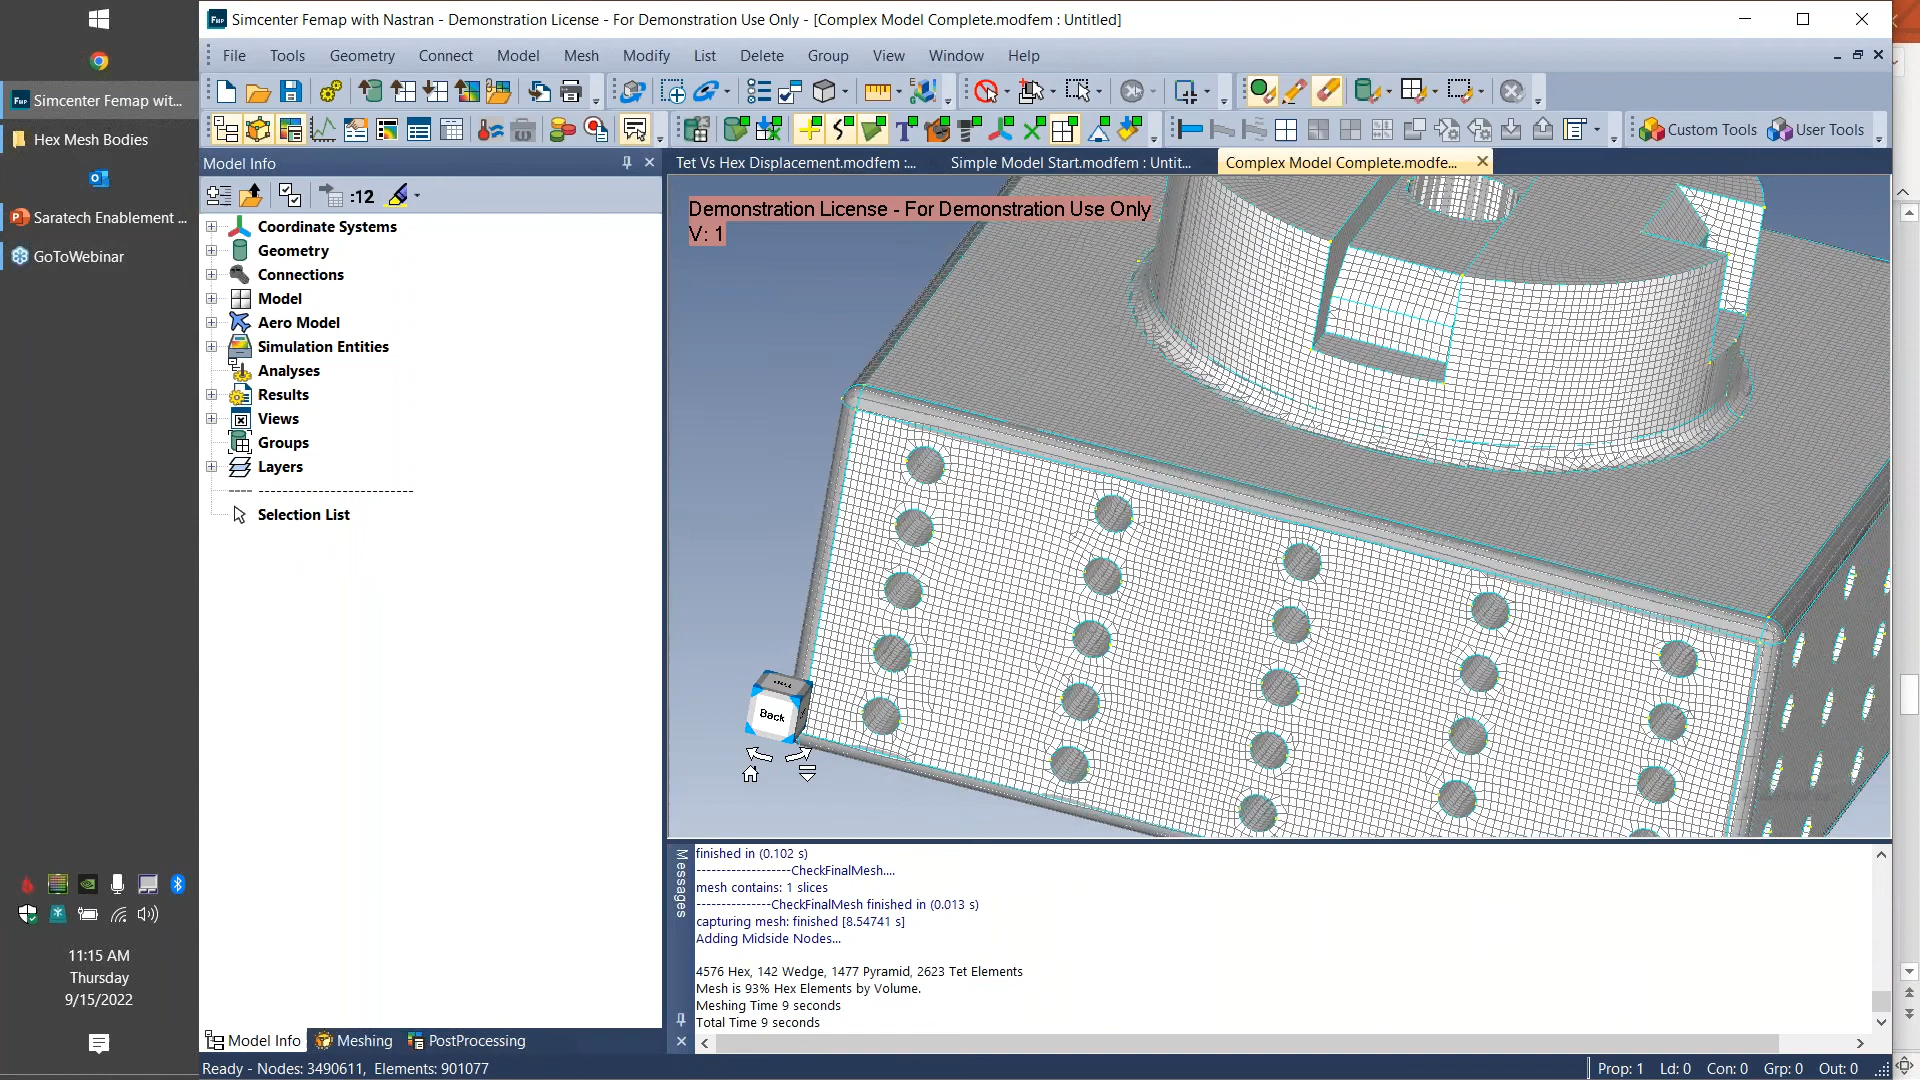 Simcenter Femap with Nastran - Demonstration License - For Demonstration Use Only - [Complex Model Complete.modfem : Untitled]
File Tools Geometry Connect Model Mesh Modify List Delete Group View Window Help
Custom Tools User Tools
Simcenter Femap wit...
Hex Mesh Bodies
Saratech Enablement ...
GoToWebinar
11:15 AM
Thursday
9/15/2022
Model Info
:12
Coordinate Systems
Geometry
Connections
Model
Aero Model
Simulation Entities
Analyses
Results
Views
Groups
Layers
Selection List
Model Info Meshing PostProcessing
Tet Vs Hex Displacement.modfem :... Simple Model Start.modfem : Untit... Complex Model Complete.modfe...
Demonstration License - For Demonstration Use Only
V: 1
Back
Messages
finished in (0.102 s)
-------------------CheckFinalMesh....
mesh contains: 1 slices
---------------CheckFinalMesh finished in (0.013 s)
capturing mesh: finished [8.54741 s]
Adding Midside Nodes...
4576 Hex, 142 Wedge, 1477 Pyramid, 2623 Tet Elements
Mesh is 93% Hex Elements by Volume.
Meshing Time 9 seconds
Total Time 9 seconds
Ready - Nodes: 3490611, Elements: 901077
Prop: 1 Ld: 0 Con: 0 Grp: 0 Out: 0